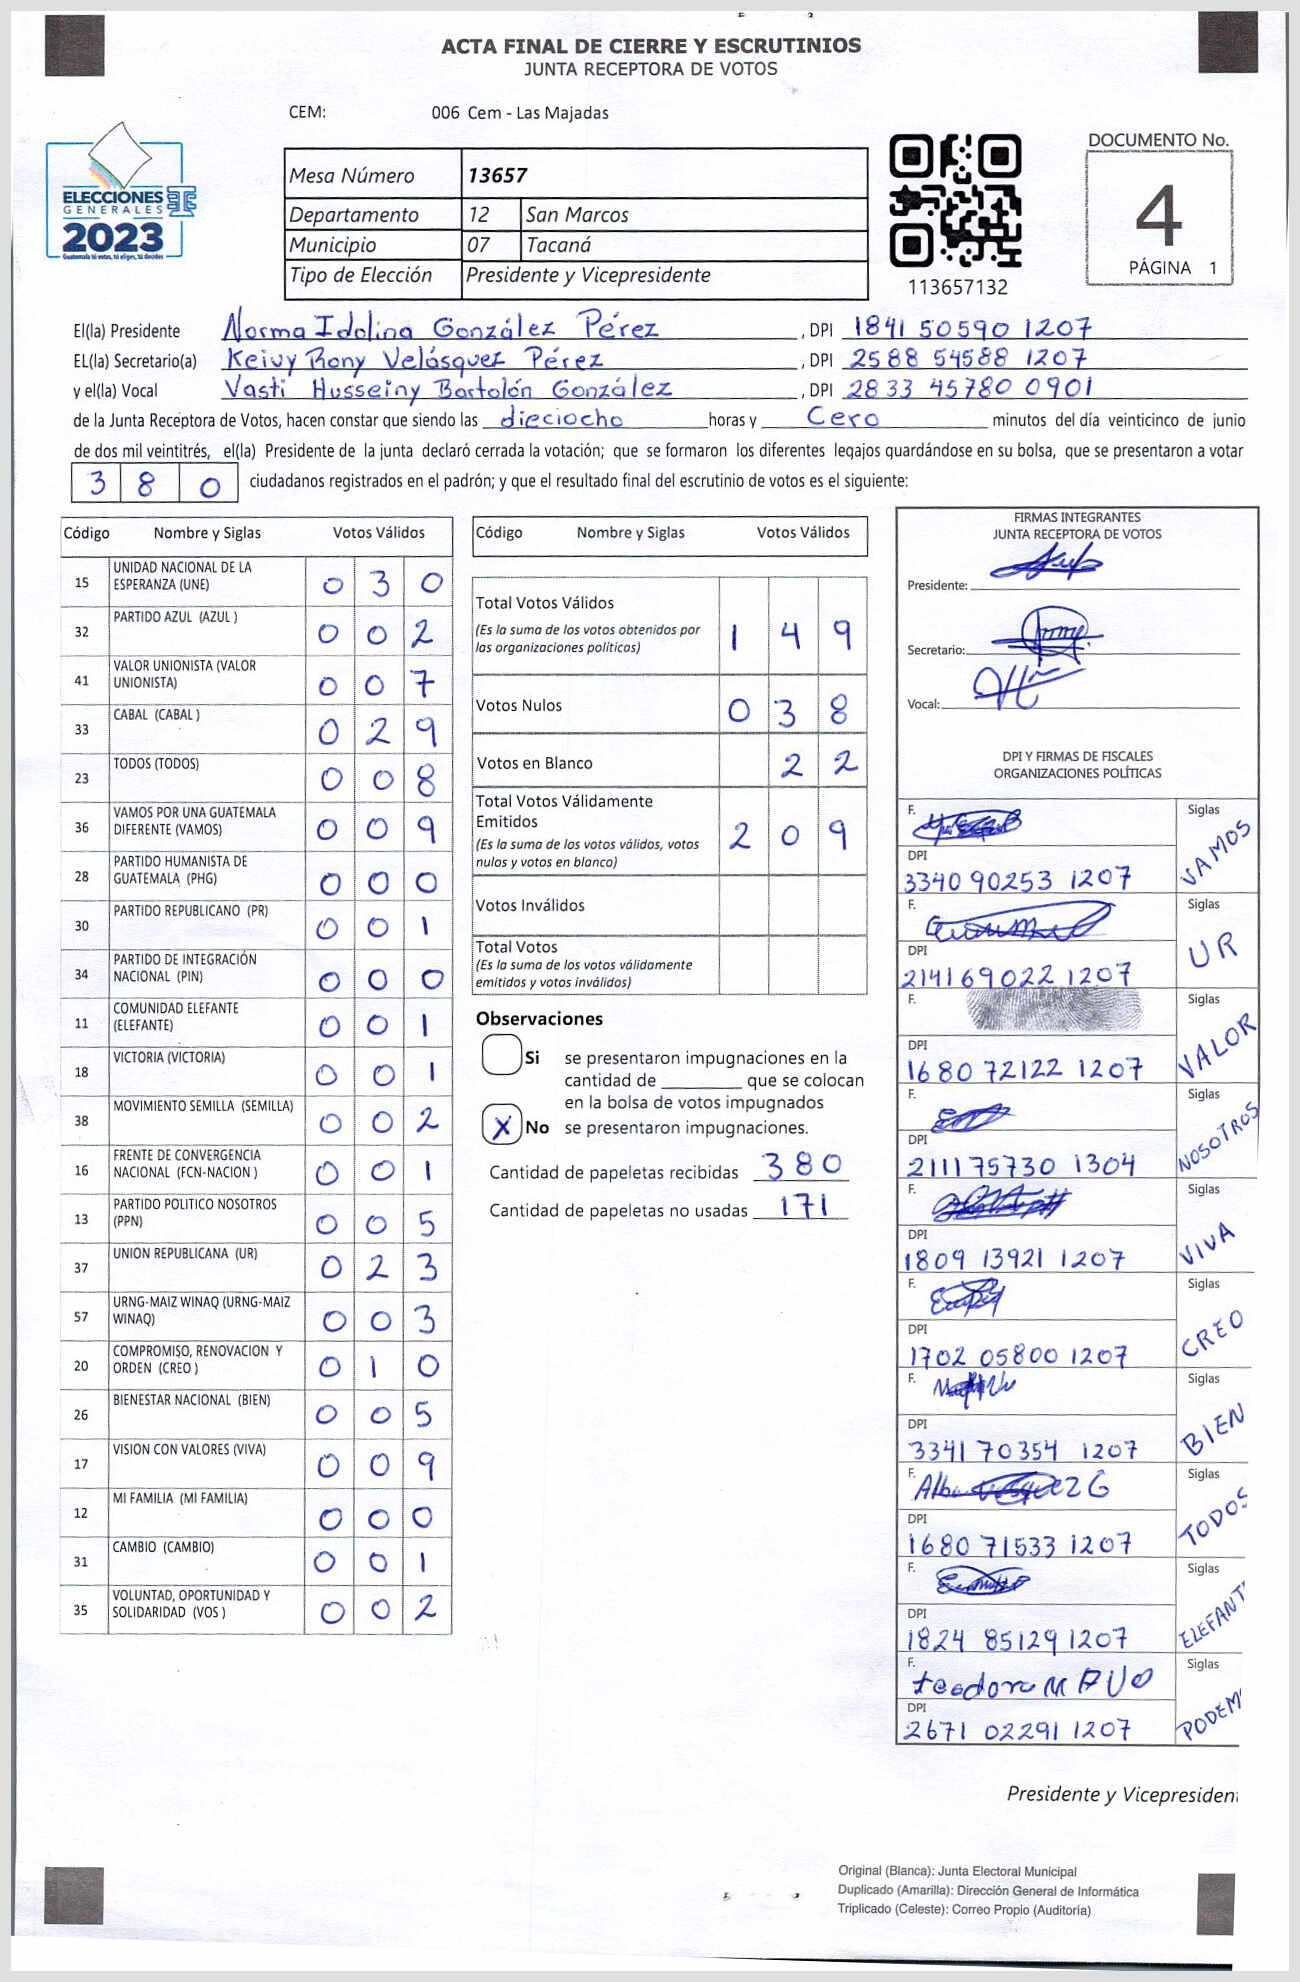 ACTA FINAL DE CIERRE Y ESCRUTINIOS
JUNTA RECEPTORA DE VOTOS
CEM: 006 Cem - Las Majadas
ELECCIONES
GENERALES
2023
Guatemala tú votas, tú eliges, tú decides
Mesa Número 13657
Departamento 12 San Marcos
Municipio 07 Tacaná
Tipo de Elección Presidente y Vicepresidente
113657132
DOCUMENTO No.
4
PÁGINA 1
El(la) Presidente Norma Idolina González Pérez, DPI 1841 50590 1207
EL(la) Secretario(a) Keivy Rony Velásquez Pérez, DPI 2588 54588 1207
y el(la) Vocal Vasti Husseiny Bartolón González, DPI 2833 45780 0901
de la Junta Receptora de Votos, hacen constar que siendo las dieciocho horas y Cero minutos del día veinticinco de junio
de dos mil veintitrés, el(la) Presidente de la junta declaró cerrada la votación; que se formaron los diferentes legajos guardándose en su bolsa, que se presentaron a votar
3 8 0 ciudadanos registrados en el padrón; y que el resultado final del escrutinio de votos es el siguiente:
Código Nombre y Siglas Votos Válidos
15 UNIDAD NACIONAL DE LA ESPERANZA (UNE) 0 3 0
32 PARTIDO AZUL (AZUL ) 0 0 2
41 VALOR UNIONISTA (VALOR UNIONISTA) 0 0 7
33 CABAL (CABAL ) 0 2 9
23 TODOS (TODOS) 0 0 8
36 VAMOS POR UNA GUATEMALA DIFERENTE (VAMOS) 0 0 9
28 PARTIDO HUMANISTA DE GUATEMALA (PHG) 0 0 0
30 PARTIDO REPUBLICANO (PR) 0 0 1
34 PARTIDO DE INTEGRACIÓN NACIONAL (PIN) 0 0 0
11 COMUNIDAD ELEFANTE (ELEFANTE) 0 0 1
18 VICTORIA (VICTORIA) 0 0 1
38 MOVIMIENTO SEMILLA (SEMILLA) 0 0 2
16 FRENTE DE CONVERGENCIA NACIONAL (FCN-NACION ) 0 0 1
13 PARTIDO POLITICO NOSOTROS (PPN) 0 0 5
37 UNION REPUBLICANA (UR) 0 2 3
57 URNG-MAIZ WINAQ (URNG-MAIZ WINAQ) 0 0 3
20 COMPROMISO, RENOVACION Y ORDEN (CREO ) 0 1 0
26 BIENESTAR NACIONAL (BIEN) 0 0 5
17 VISION CON VALORES (VIVA) 0 0 9
12 MI FAMILIA (MI FAMILIA) 0 0 0
31 CAMBIO (CAMBIO) 0 0 1
35 VOLUNTAD, OPORTUNIDAD Y SOLIDARIDAD (VOS ) 0 0 2
Código Nombre y Siglas Votos Válidos
Total Votos Válidos
(Es la suma de los votos obtenidos por
las organizaciones políticas) 1 4 9
Votos Nulos 0 3 8
Votos en Blanco 2 2
Total Votos Válidamente
Emitidos
(Es la suma de los votos válidos, votos
nulos y votos en blanco) 2 0 9
Votos Inválidos
Total Votos
(Es la suma de los votos válidamente
emitidos y votos inválidos)
Observaciones
Si se presentaron impugnaciones en la
cantidad de ________ que se colocan
en la bolsa de votos impugnados
X No se presentaron impugnaciones.
Cantidad de papeletas recibidas 380
Cantidad de papeletas no usadas 171
FIRMAS INTEGRANTES
JUNTA RECEPTORA DE VOTOS
Presidente:
Secretario:
Vocal:
DPI Y FIRMAS DE FISCALES
ORGANIZACIONES POLÍTICAS
F. Siglas VAMOS
DPI
3340 90253 1207
F. Siglas UR
DPI
2141 69022 1207
F. Siglas VALOR
DPI
1680 72122 1207
F. Siglas NOSOTROS
DPI
2111 75730 1304
F. Siglas VIVA
DPI
1809 13921 1207
F. Siglas CREO
DPI
1702 05800 1207
F. Siglas BIEN
DPI
3341 70354 1207
F. Siglas TODOS
DPI
1680 71533 1207
F. Siglas ELEFANT
DPI
1824 85129 1207
F. Siglas PODEM
DPI
2671 02291 1207
Presidente y Vicepresiden
Original (Blanca): Junta Electoral Municipal
Duplicado (Amarilla): Dirección General de Informática
Triplicado (Celeste): Correo Propio (Auditoría)